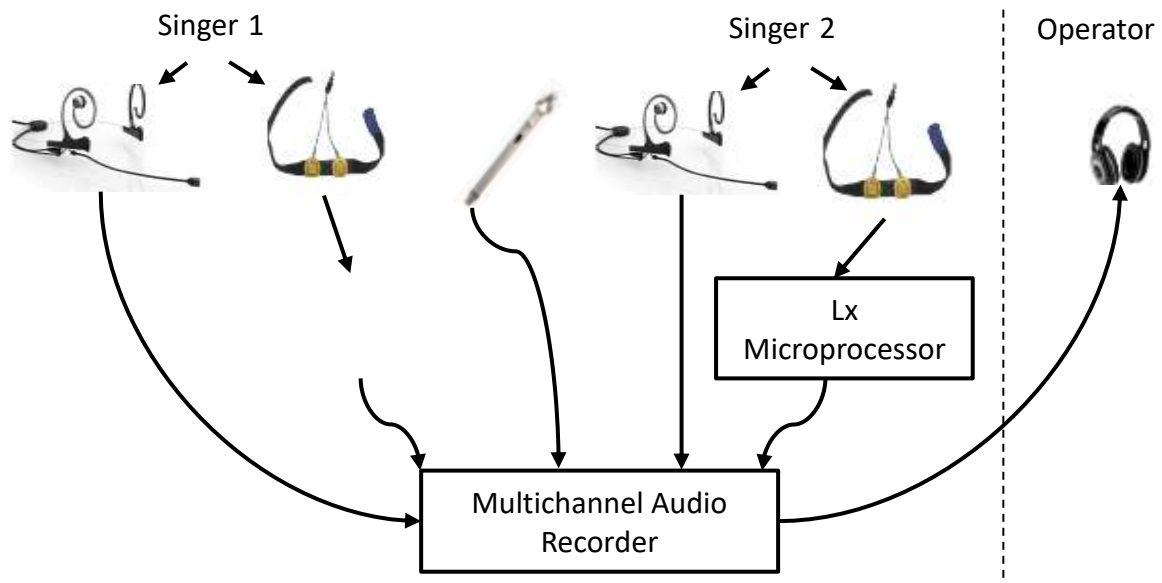 Singer 1
Singer 2
Operator
Lx
Microprocessor
Multichannel Audio
Recorder